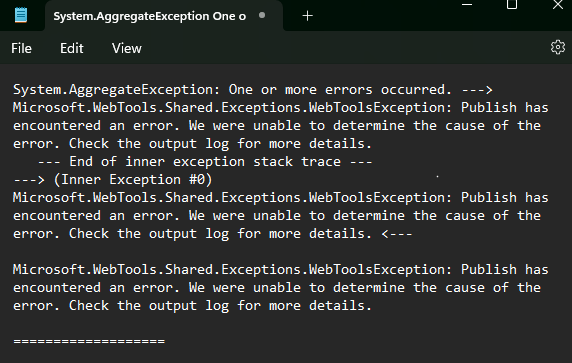 System.AggregateException One o
File Edit View
System.AggregateException: One or more errors occurred. --->
Microsoft.WebTools.Shared.Exceptions.WebToolsException: Publish has
encountered an error. We were unable to determine the cause of the
error. Check the output log for more details.
   --- End of inner exception stack trace ---
---> (Inner Exception #0)
Microsoft.WebTools.Shared.Exceptions.WebToolsException: Publish has
encountered an error. We were unable to determine the cause of the
error. Check the output log for more details. <---

Microsoft.WebTools.Shared.Exceptions.WebToolsException: Publish has
encountered an error. We were unable to determine the cause of the
error. Check the output log for more details.

===================